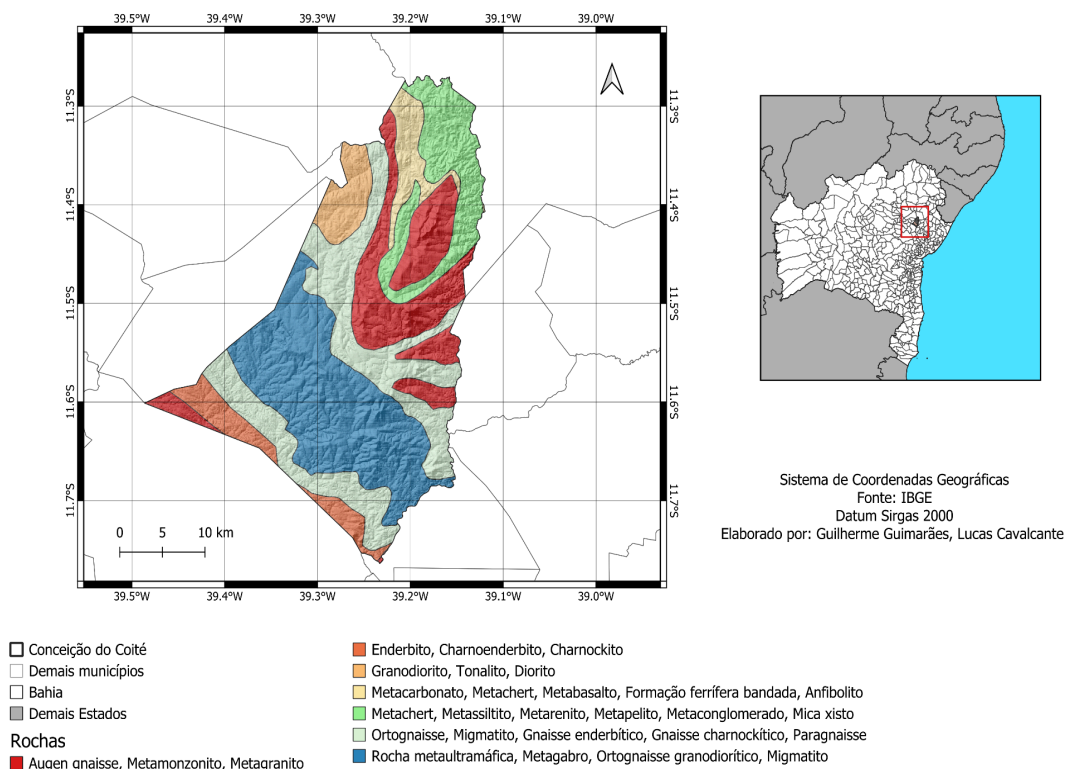 39.5°W 39.4°W 39.3°W 39.2°W 39.1°W 39.0°W
11.3°S 11.3°S
11.4°S 11.4°S
11.5°S 11.5°S
11.6°S 11.6°S
11.7°S 11.7°S
0 5 10 km
39.5°W 39.4°W 39.3°W 39.2°W 39.1°W 39.0°W
Sistema de Coordenadas Geográficas
Fonte: IBGE
Datum Sirgas 2000
Elaborado por: Guilherme Guimarães, Lucas Cavalcante
Conceição do Coité
Demais municípios
Bahia
Demais Estados
Rochas
Augen gnaisse, Metamonzonito, Metagranito
Enderbito, Charnoenderbito, Charnockito
Granodiorito, Tonalito, Diorito
Metacarbonato, Metachert, Metabasalto, Formação ferrífera bandada, Anfibolito
Metachert, Metassiltito, Metarenito, Metapelito, Metaconglomerado, Mica xisto
Ortognaisse, Migmatito, Gnaisse enderbítico, Gnaisse charnockítico, Paragnaisse
Rocha metaultramáfica, Metagabro, Ortognaisse granodiorítico, Migmatito